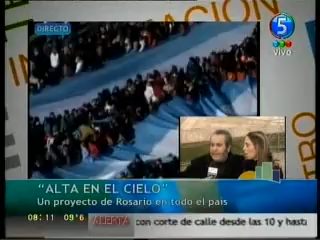 DIRECTO
5
vivo
"ALTA EN EL CIELO"
Un proyecto de Rosario en todo el país
08:11 09'6 ALERTA con corte de calle desde las 10 y hasta